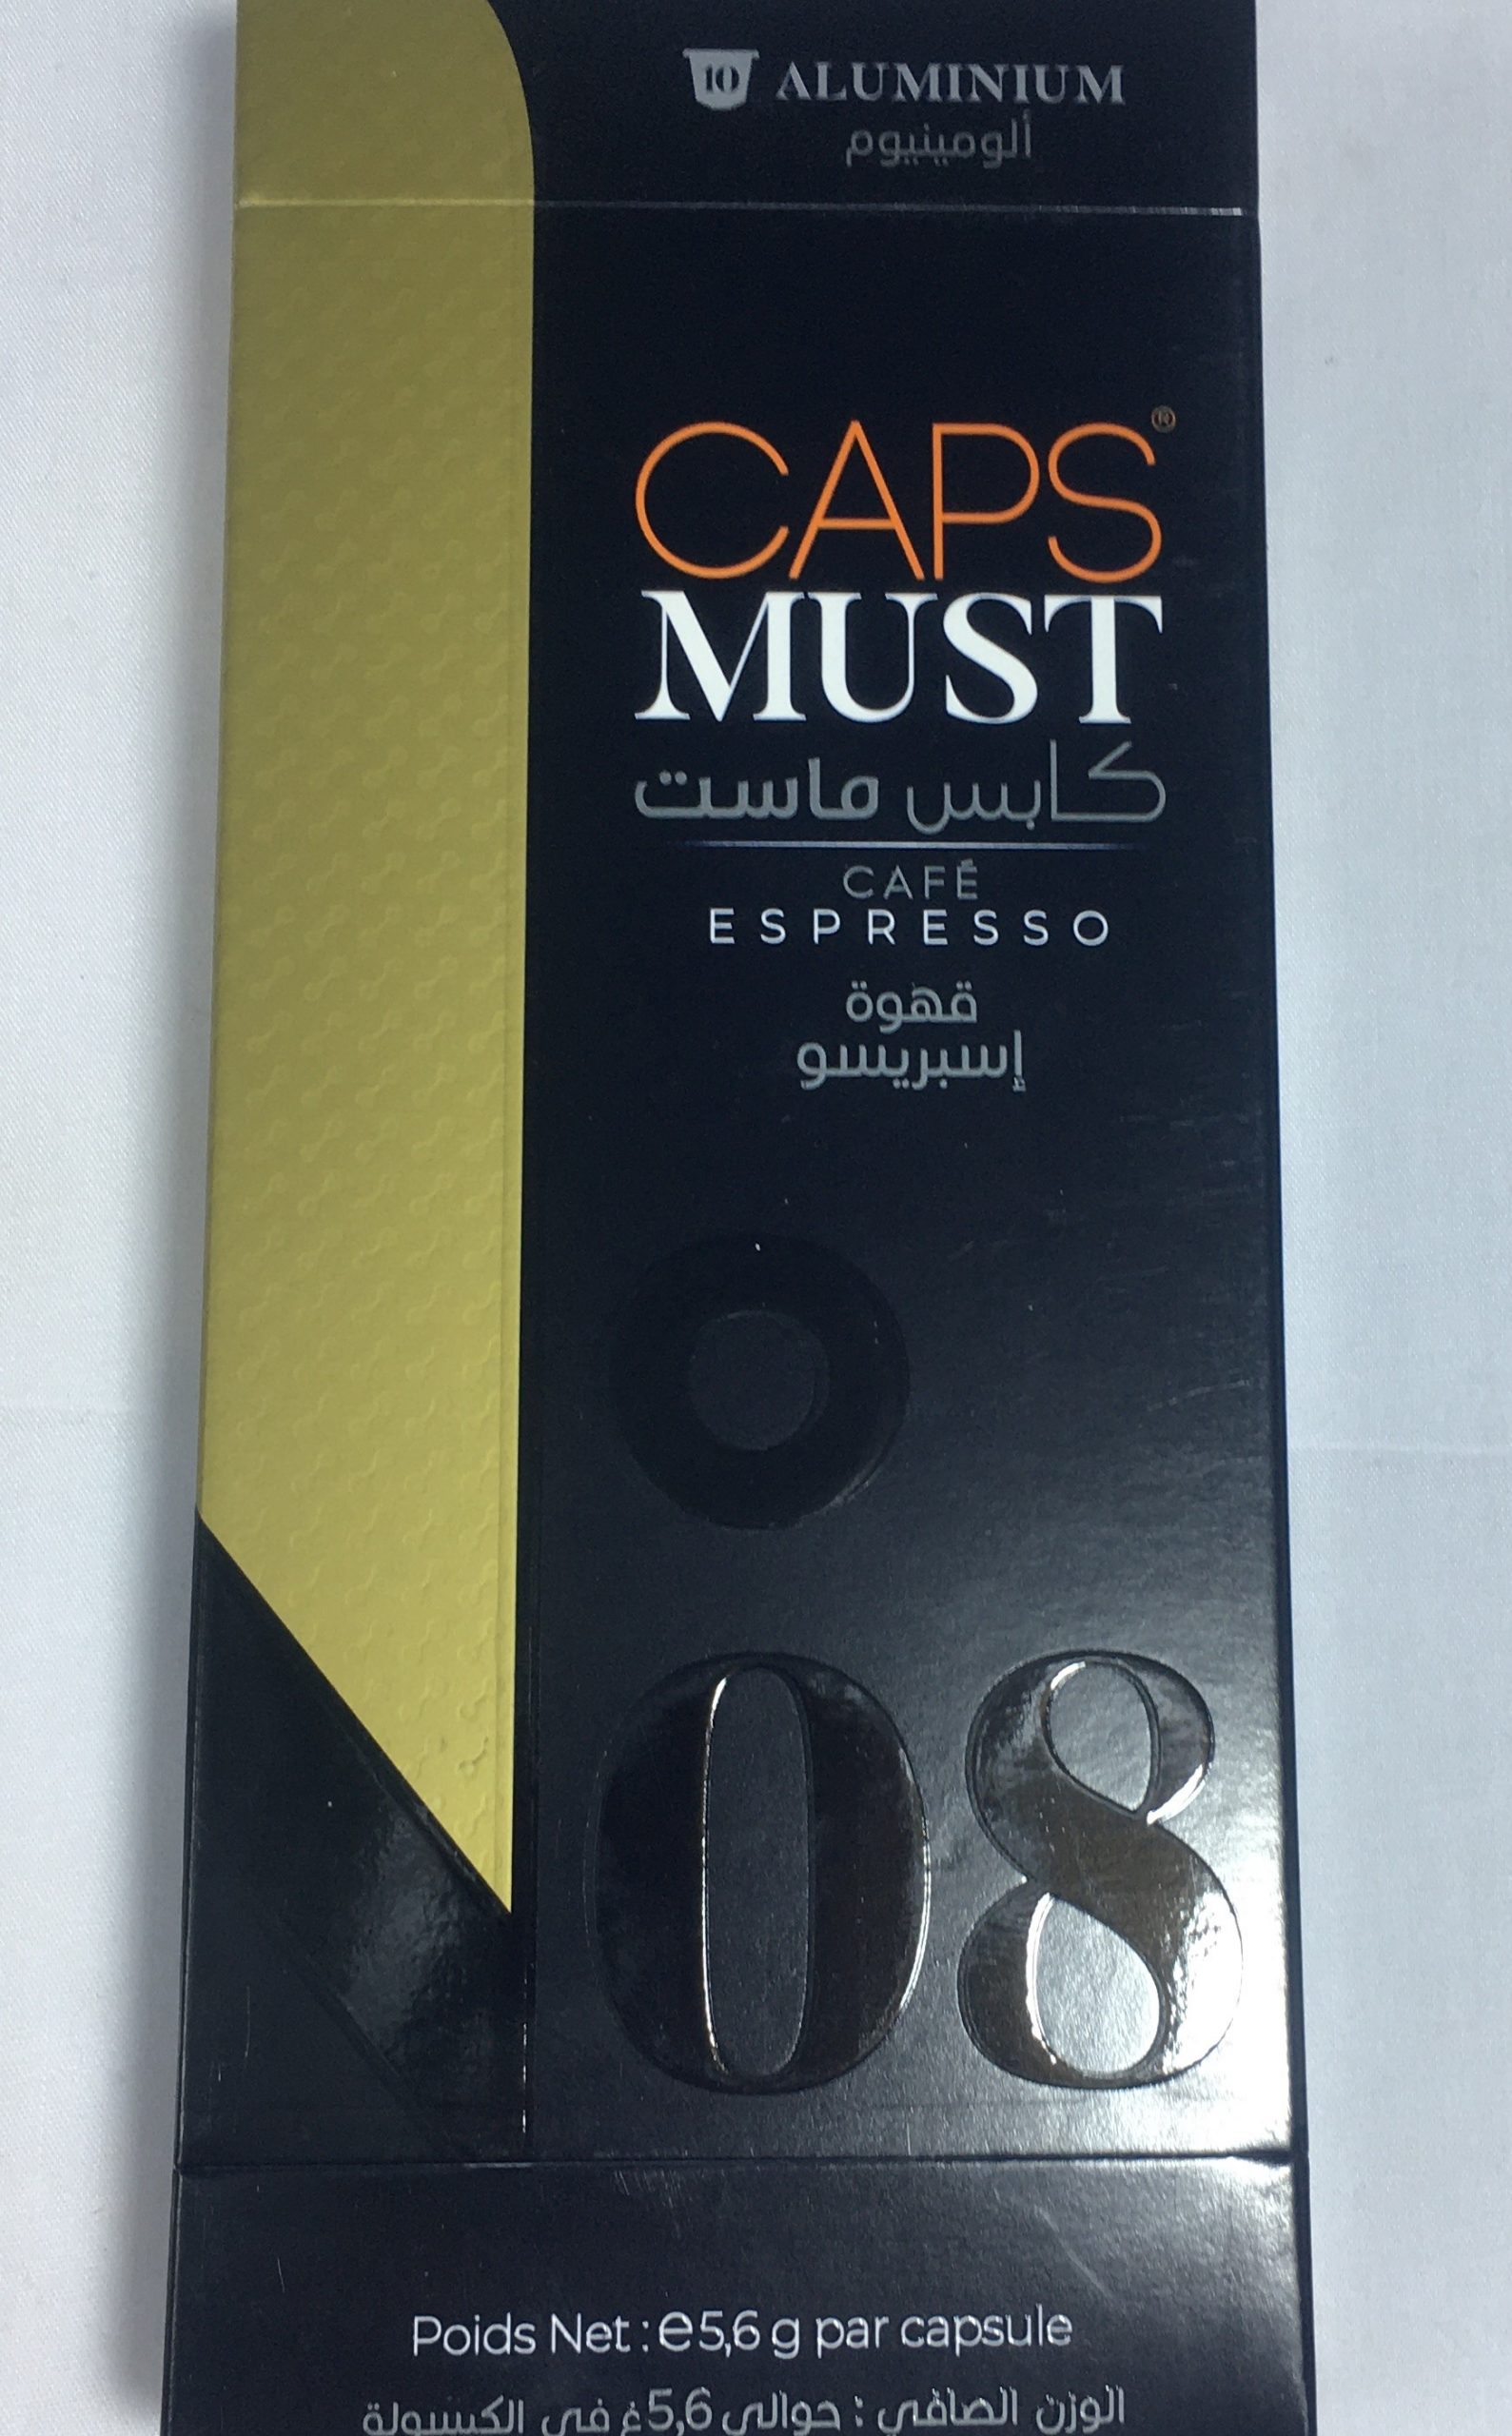 10 ALUMINIUM
ألومينيوم
CAPS®
MUST
كابس ماست
CAFÉ
ESPRESSO
قهوة
إسبريسو
08
Poids Net : ℮5,6 g par capsule
الوزن الصافي : حوالي 5,6غ في الكبسولة